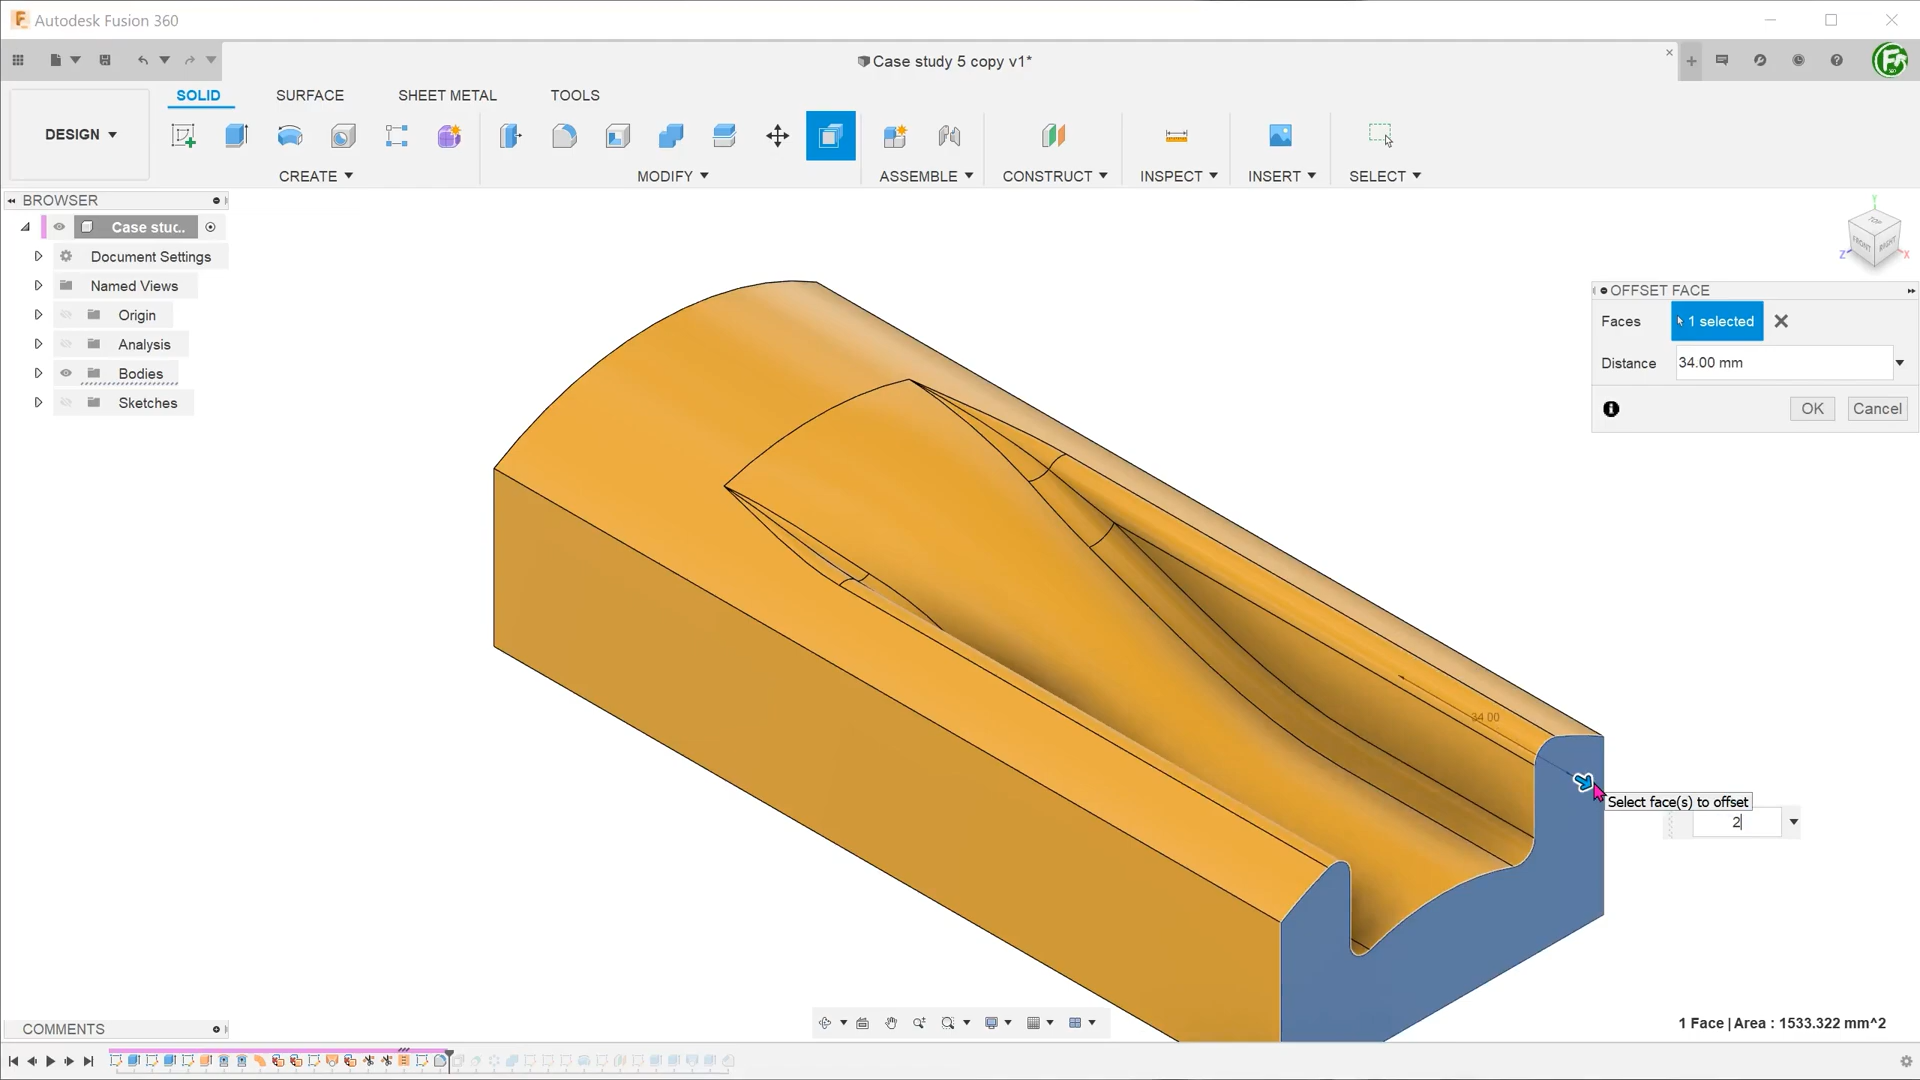 Autodesk Fusion 360
Case study 5 copy v1*
SOLID
SURFACE
SHEET METAL
TOOLS
DESIGN
CREATE
MODIFY
ASSEMBLE
CONSTRUCT
INSPECT
INSERT
SELECT
BROWSER
Case stuc..
Document Settings
Named Views
Origin
Analysis
Bodies
Sketches
Y
TOP
FRONT
RIGHT
Z
X
OFFSET FACE
Faces
1 selected
Distance
34.00 mm
OK
Cancel
34.00
Select face(s) to offset
2
COMMENTS
1 Face | Area : 1533.322 mm^2